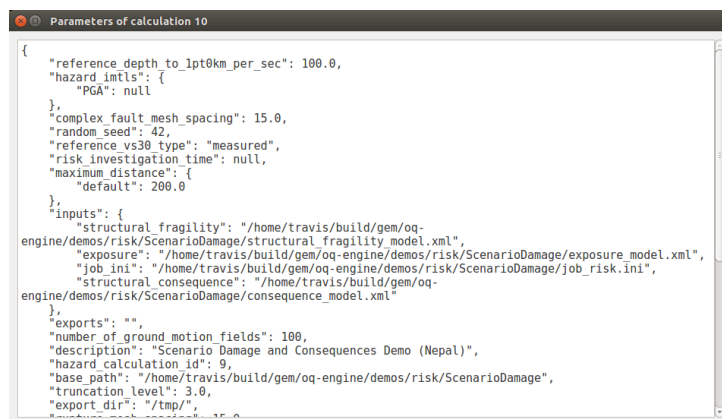 Parameters of calculation 10
{
    "reference_depth_to_1pt0km_per_sec": 100.0,
    "hazard_imtls": {
        "PGA": null
    },
    "complex_fault_mesh_spacing": 15.0,
    "random_seed": 42,
    "reference_vs30_type": "measured",
    "risk_investigation_time": null,
    "maximum_distance": {
        "default": 200.0
    },
    "inputs": {
        "structural_fragility": "/home/travis/build/gem/oq-
engine/demos/risk/ScenarioDamage/structural_fragility_model.xml",
        "exposure": "/home/travis/build/gem/oq-engine/demos/risk/ScenarioDamage/exposure_model.xml",
        "job_ini": "/home/travis/build/gem/oq-engine/demos/risk/ScenarioDamage/job_risk.ini",
        "structural_consequence": "/home/travis/build/gem/oq-
engine/demos/risk/ScenarioDamage/consequence_model.xml"
    },
    "exports": "",
    "number_of_ground_motion_fields": 100,
    "description": "Scenario Damage and Consequences Demo (Nepal)",
    "hazard_calculation_id": 9,
    "base_path": "/home/travis/build/gem/oq-engine/demos/risk/ScenarioDamage",
    "truncation_level": 3.0,
    "export_dir": "/tmp/",
    "rupture_mesh_spacing": 15.0